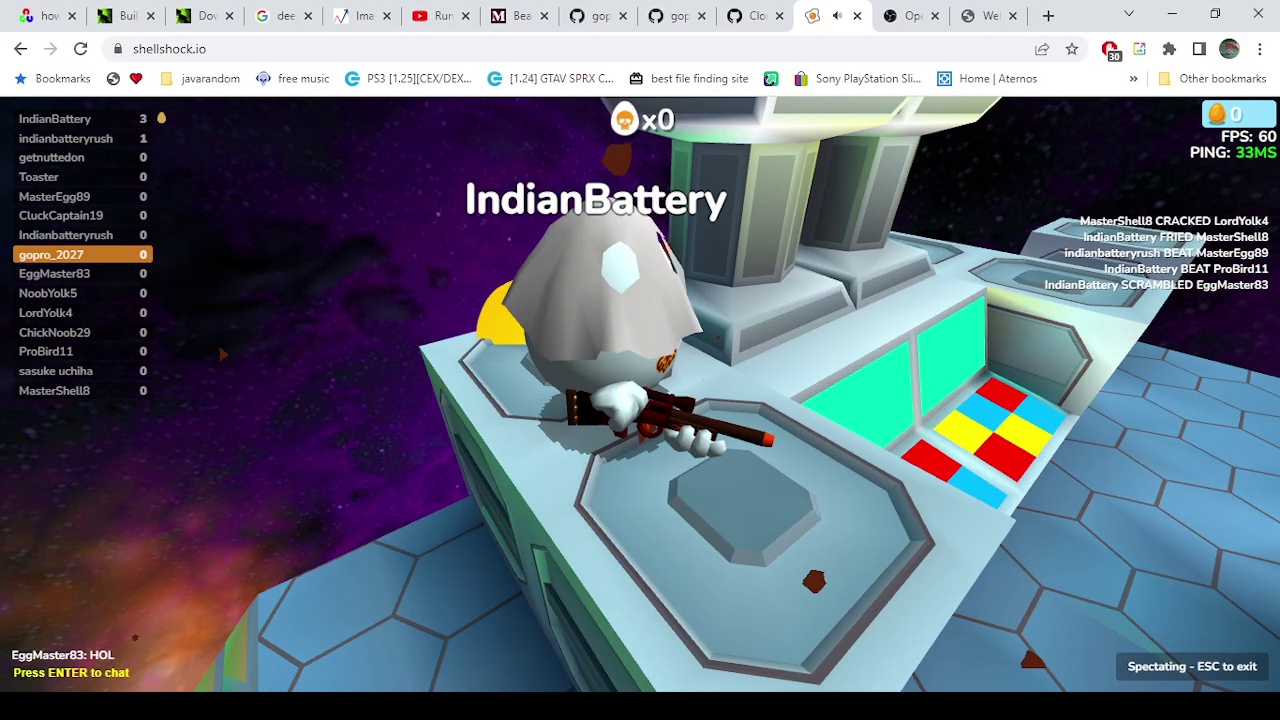 how
Buil
Dov
dee
Ima
Run
Bea
gop
gop
Clo
Ope
Wel
shellshock.io
30
Bookmarks
javarandom
free music
PS3 [1.25][CEX/DEX...
[1.24] GTAV SPRX C...
best file finding site
Sony PlayStation Sli...
Home | Aternos
»
Other bookmarks
IndianBattery 3
indianbatteryrush 1
getnuttedon 0
Toaster 0
MasterEgg89 0
CluckCaptain19 0
Indianbatteryrush 0
gopro_2027 0
EggMaster83 0
NoobYolk5 0
LordYolk4 0
ChickNoob29 0
ProBird11 0
sasuke uchiha 0
MasterShell8 0
x0
IndianBattery
0
FPS: 60
PING: 33MS
MasterShell8 CRACKED LordYolk4
IndianBattery FRIED MasterShell8
indianbatteryrush BEAT MasterEgg89
IndianBattery BEAT ProBird11
IndianBattery SCRAMBLED EggMaster83
EggMaster83: HOL
Press ENTER to chat
Spectating - ESC to exit